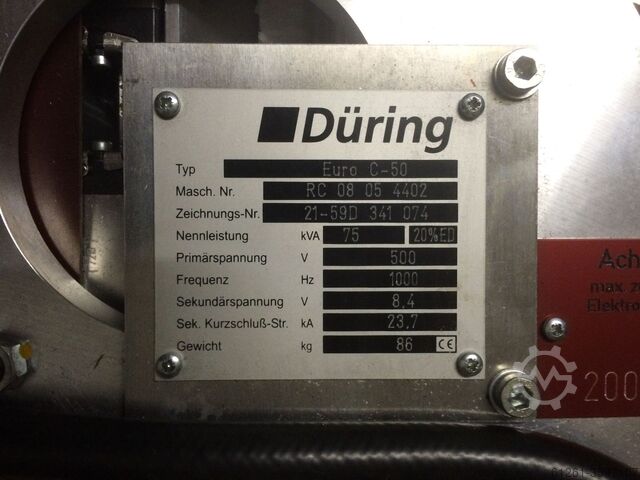 Düring
Typ Euro C-50
Masch. Nr. RC 08 05 4402
Zeichnungs-Nr. 21-59D 341 074
Nennleistung kVA 75 20%ED
Primärspannung V 500
Frequenz Hz 1000
Sekundärspannung V 8.4
Sek. Kurzschluß-Str. kA 23.7
Gewicht kg 86 CE
Ach
max. z
Elektro
200